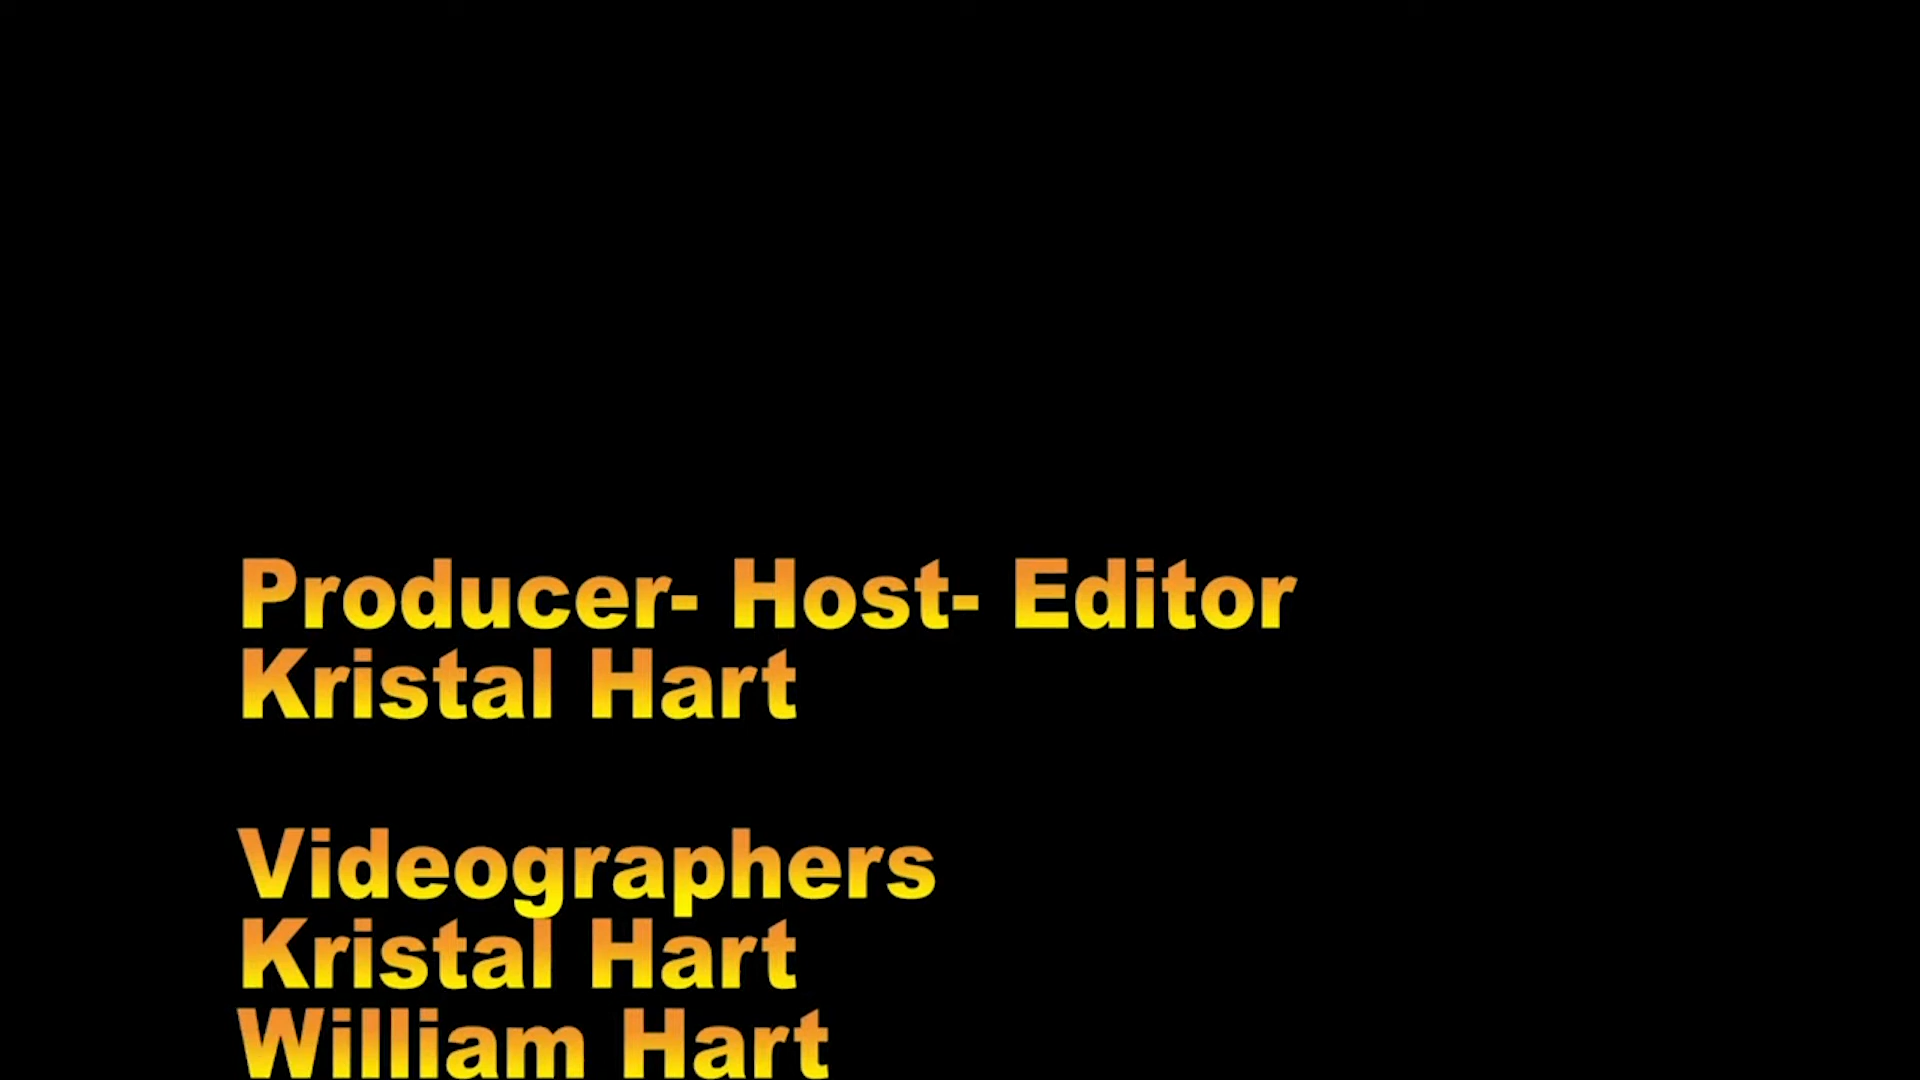 Producer- Host- Editor
Kristal Hart
Videographers
Kristal Hart
William Hart